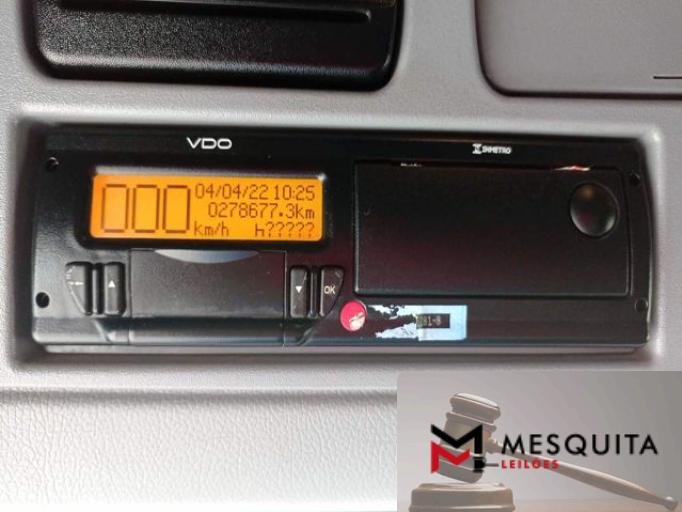 VDO
INMETRO
000 04/04/22 10:25
0278677.3km
km/h h?????
OK
MESQUITA
LEILÕES